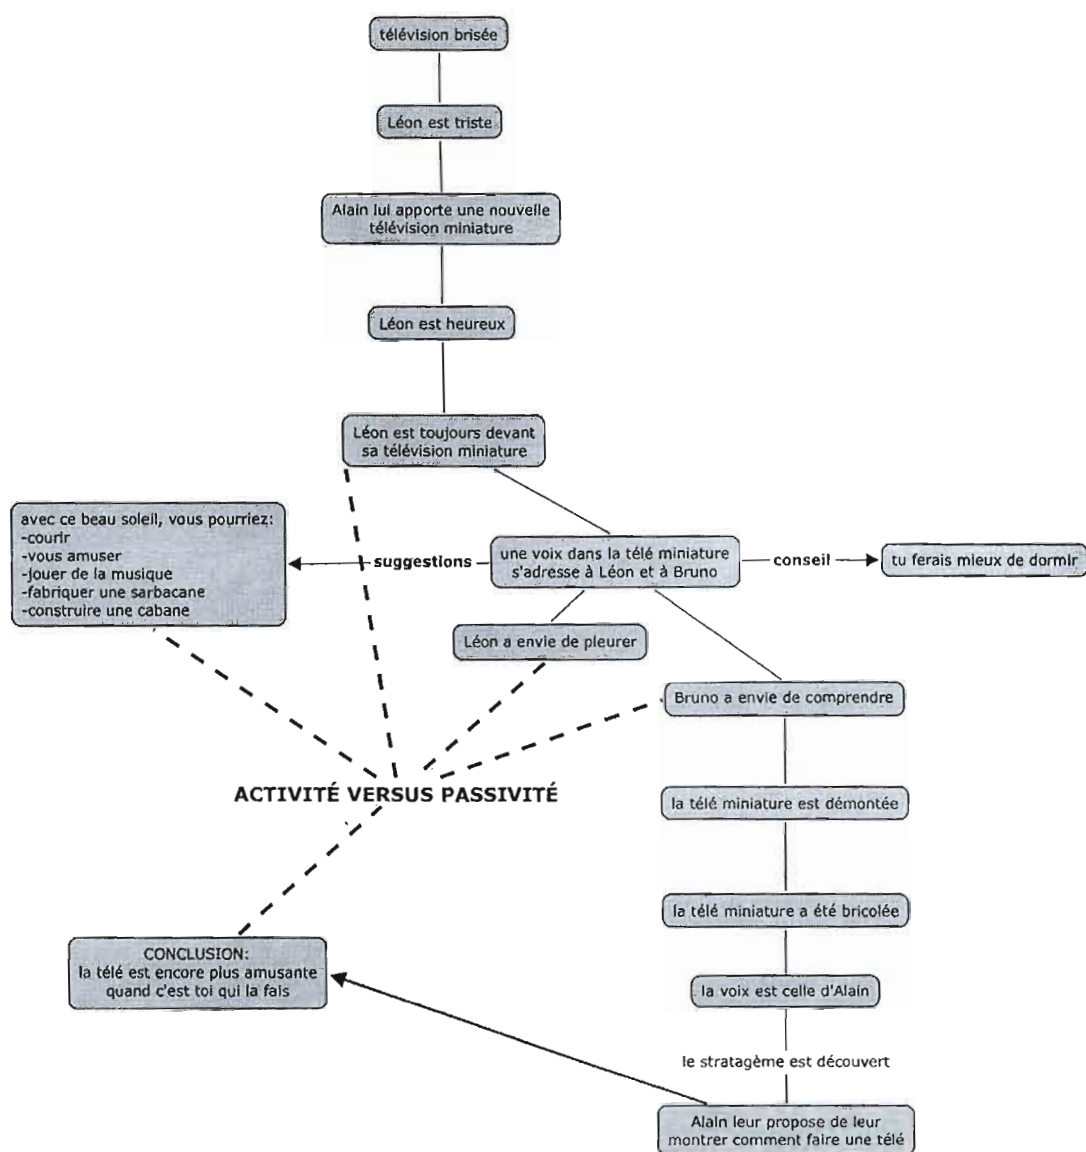 télévision brisée
Léon est triste
Alain lui apporte une nouvelle
télévision miniature
Léon est heureux
Léon est toujours devant
sa télévision miniature
avec ce beau soleil, vous pourriez:
-courir
-vous amuser
-jouer de la musique
-fabriquer une sarbacane
-construire une cabane
suggestions
une voix dans la télé miniature
s'adresse à Léon et à Bruno
conseil
tu ferais mieux de dormir
Léon a envie de pleurer
Bruno a envie de comprendre
ACTIVITÉ VERSUS PASSIVITÉ
la télé miniature est démontée
la télé miniature a été bricolée
CONCLUSION:
la télé est encore plus amusante
quand c'est toi qui la fais
la voix est celle d'Alain
le stratagème est découvert
Alain leur propose de leur
montrer comment faire une télé